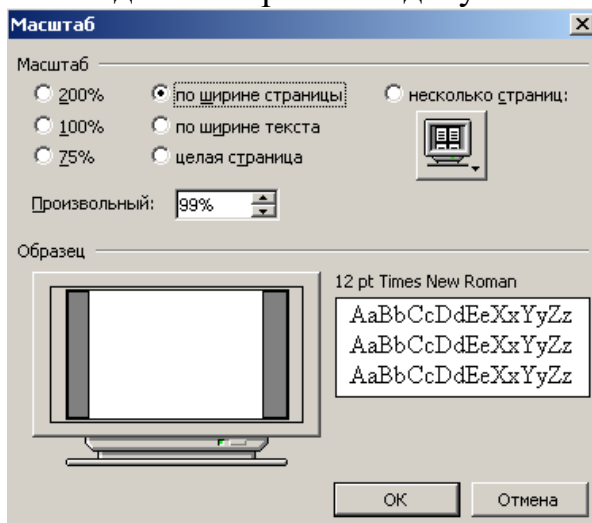 Масштаб
Масштаб
200% по ширине страницы несколько страниц:
100% по ширине текста
75% целая страница
Произвольный: 99%
Образец
12 pt Times New Roman
AaBbCcDdEeXxYyZz
AaBbCcDdEeXxYyZz
AaBbCcDdEeXxYyZz
ОК Отмена